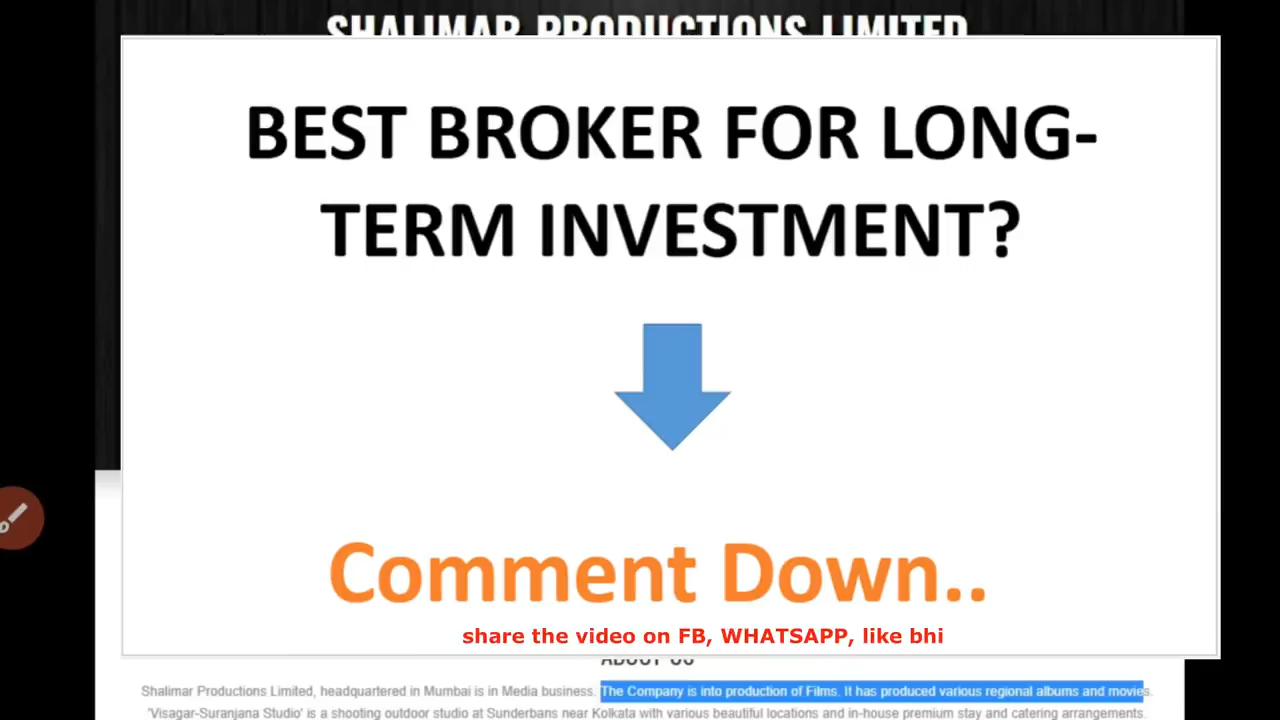 SHALIMAR PRODUCTIONS LIMITED
BEST BROKER FOR LONG-
TERM INVESTMENT?
Comment Down..
share the video on FB, WHATSAPP, like bhi
ABOUT US
Shalimar Productions Limited, headquartered in Mumbai is in Media business. The Company is into production of Films. It has produced various regional albums and movies.
'Visagar-Suranjana Studio' is a shooting outdoor studio at Sunderbans near Kolkata with various beautiful locations and in-house premium stay and catering arrangements.